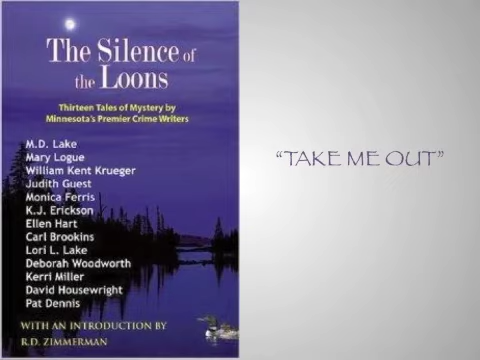 The Silence of
the Loons
Thirteen Tales of Mystery by
Minnesota's Premier Crime Writers
M.D. Lake
Mary Logue
William Kent Krueger
Judith Guest
Monica Ferris
K.J. Erickson
Ellen Hart
Carl Brookins
Lori L. Lake
Deborah Woodworth
Kerri Miller
David Housewright
Pat Dennis
WITH AN INTRODUCTION BY
R.D. ZIMMERMAN
“TAKE ME OUT”